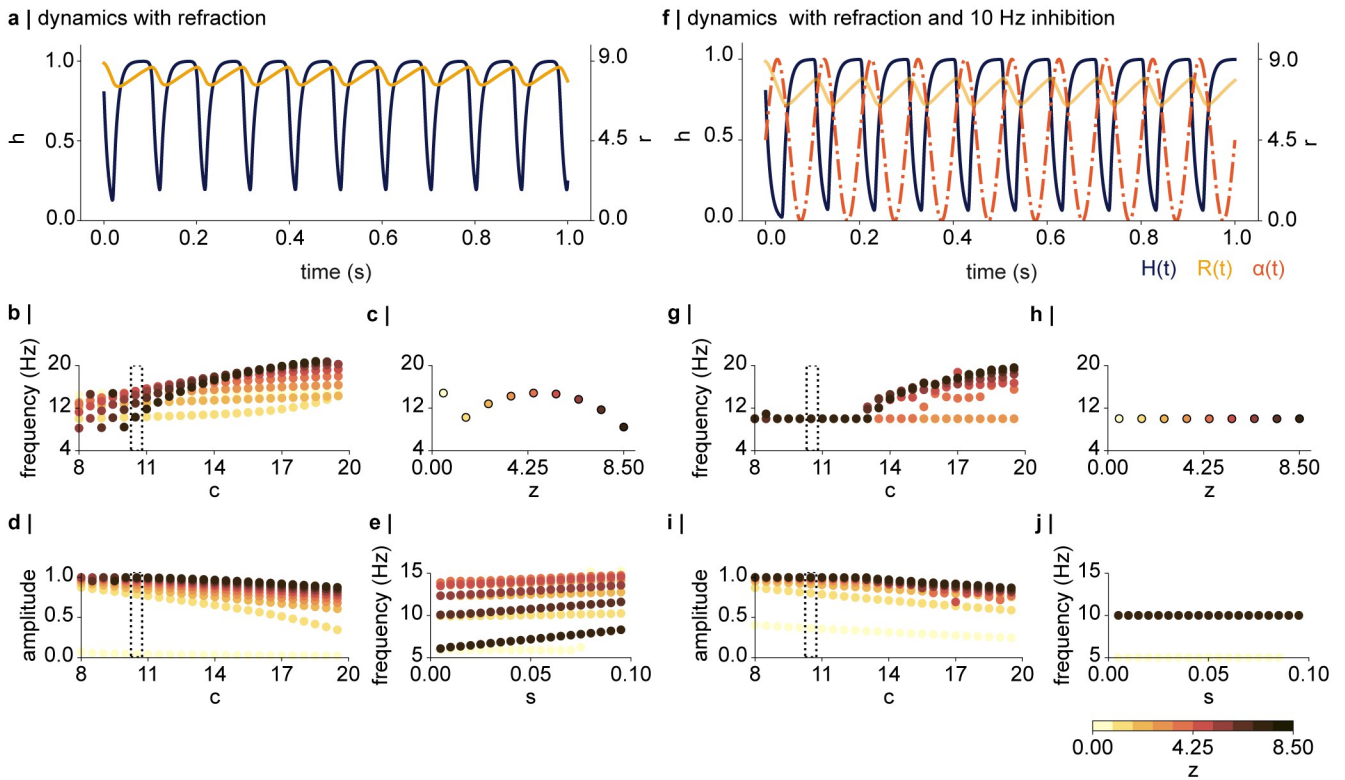 a | dynamics with refraction
h
1.0
0.5
0.0
9.0
4.5
0.0
r
0.0 0.2 0.4 0.6 0.8 1.0
time (s)
f | dynamics with refraction and 10 Hz inhibition
h
1.0
0.5
0.0
9.0
4.5
0.0
r
0.0 0.2 0.4 0.6 0.8 1.0
time (s)
H(t) R(t) α(t)
b |
frequency (Hz)
20
12
4
8 11 14 17 20
c
c |
20
12
4
0.00 4.25 8.50
z
g |
frequency (Hz)
20
12
4
8 11 14 17 20
c
h |
20
12
4
0.00 4.25 8.50
z
d |
amplitude
1.0
0.5
0.0
8 11 14 17 20
c
e |
frequency (Hz)
15
10
5
0.00 0.05 0.10
s
i |
amplitude
1.0
0.5
0.0
8 11 14 17 20
c
j |
frequency (Hz)
15
10
5
0.00 0.05 0.10
s
0.00 4.25 8.50
z